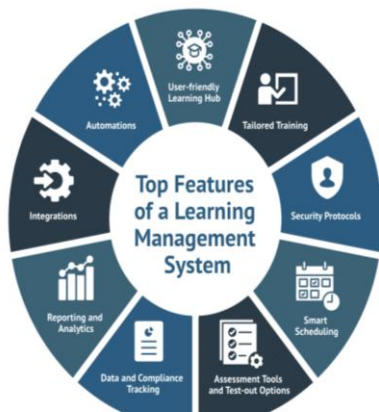 Top Features
of a Learning
Management
System
User-friendly
Learning Hub
Tailored Training
Security Protocols
Smart
Scheduling
Assessment Tools
and Test-out Options
Data and Compliance
Tracking
Reporting and
Analytics
Integrations
Automations